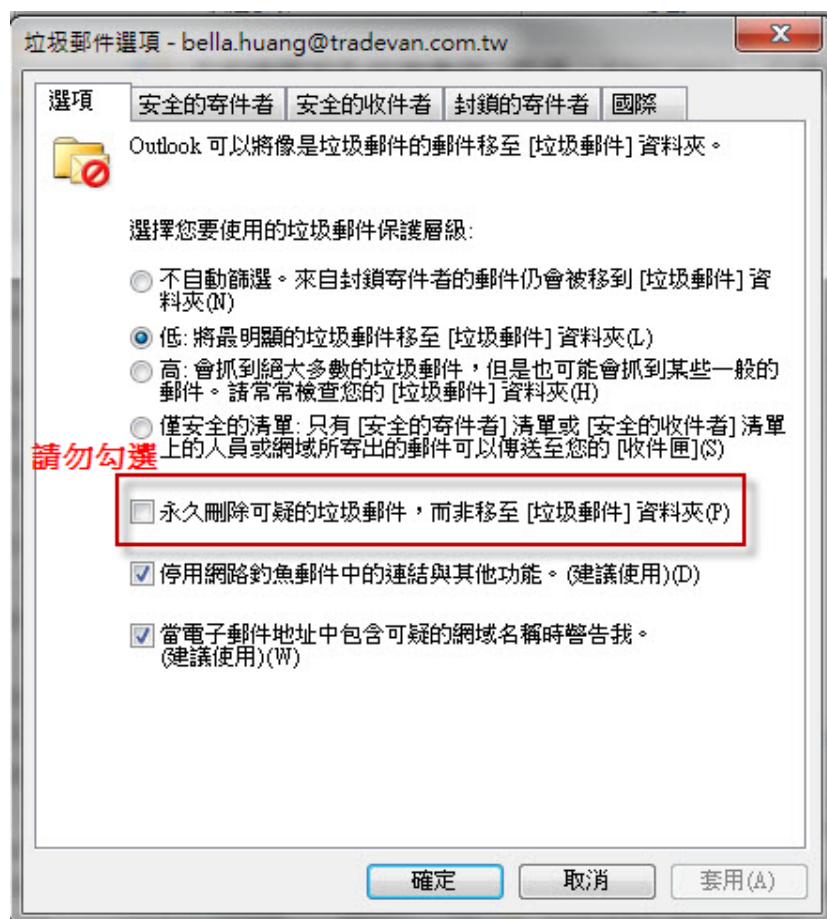 垃圾郵件選項 - bella.huang@tradevan.com.tw
選項
安全的寄件者
安全的收件者
封鎖的寄件者
國際
Outlook 可以將像是垃圾郵件的郵件移至 [垃圾郵件] 資料夾。
選擇您要使用的垃圾郵件保護層級:
不自動篩選。來自封鎖寄件者的郵件仍會被移到 [垃圾郵件] 資
料夾(N)
低: 將最明顯的垃圾郵件移至 [垃圾郵件] 資料夾(L)
高: 會抓到絕大多數的垃圾郵件，但是也可能會抓到某些一般的
郵件。請常常檢查您的 [垃圾郵件] 資料夾(H)
僅安全的清單: 只有 [安全的寄件者] 清單或 [安全的收件者] 清單
上的人員或網域所寄出的郵件可以傳送至您的 [收件匣](S)
請勿勾選
永久刪除可疑的垃圾郵件，而非移至 [垃圾郵件] 資料夾(P)
停用網路釣魚郵件中的連結與其他功能。(建議使用)(D)
當電子郵件地址中包含可疑的網域名稱時警告我。
(建議使用)(W)
確定
取消
套用(A)